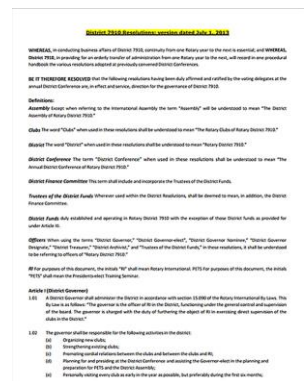 District 7910 Resolutions: version dated July 1, 2013
WHEREAS, in conducting business affairs of District 7910, continuity from one Rotary year to the next is essential; and WHEREAS,
District 7910, in providing for an orderly transfer of administration from one Rotary year to the next, will record in one procedural
handbook the various resolutions adopted at previously convened District Conferences.
BE IT THEREFORE RESOLVED that the following resolutions having been duly affirmed and ratified by the voting delegates at the
annual District Conference are, in effect and service, direction for the governance of District 7910.
Definitions:
Assembly Except when referring to the International Assembly the term "Assembly" will be understood to mean "The District
Assembly of Rotary District 7910."
Clubs The word "Clubs" when used in these resolutions shall be understood to mean "The Rotary Clubs of Rotary District 7910."
District The word "District" when used in these resolutions shall be understood to mean "Rotary District 7910."
District Conference The term "District Conference" when used in these resolutions shall be understood to mean "The
Annual District Conference of Rotary District 7910."
District Finance Committee This term shall include and incorporate the Trustees of the District Funds.
Trustees of the District Funds Wherever used within the District Resolutions, shall be deemed to mean, in addition, the District
Finance Committee.
District Funds duly established and operating in Rotary District 7910 with the exception of those District funds as provided for
under Article III.
Officers When using the terms "District Governor," "District Governor-elect", "District Governor Nominee," "District Governor
Designate," "District Treasurer," "District Archivist," and "Trustees of the District Funds," in these resolutions, it shall be understood
to be referring to officers of "Rotary District 7910."
RI For purposes of this document, the initials "RI" shall mean Rotary International. PETS For purposes of this document, the initials
"PETS" shall mean the Presidents-elect Training Seminar
Article I (District Governor)
1.01 A District Governor shall administer the District in accordance with section 15.090 of the Rotary International By-Laws. This
By-Law is as follows: "The governor is the officer of RI in the District, functioning under the general control and supervision
of the board. The governor is charged with the duty of furthering the object of RI in exercising direct supervision of the
clubs in the District."
1.02 The governor shall be responsible for the following activities in the district:
(a) Organizing new clubs;
(b) Strengthening existing clubs;
(c) Promoting cordial relations between the clubs and between the clubs and RI;
(d) Planning for and presiding at the District Conference and assisting the Governor-elect in the planning and
preparation for PETS and the District Assembly;
(e) Personally visiting every club as early in the year as possible, but preferably during the first six months;